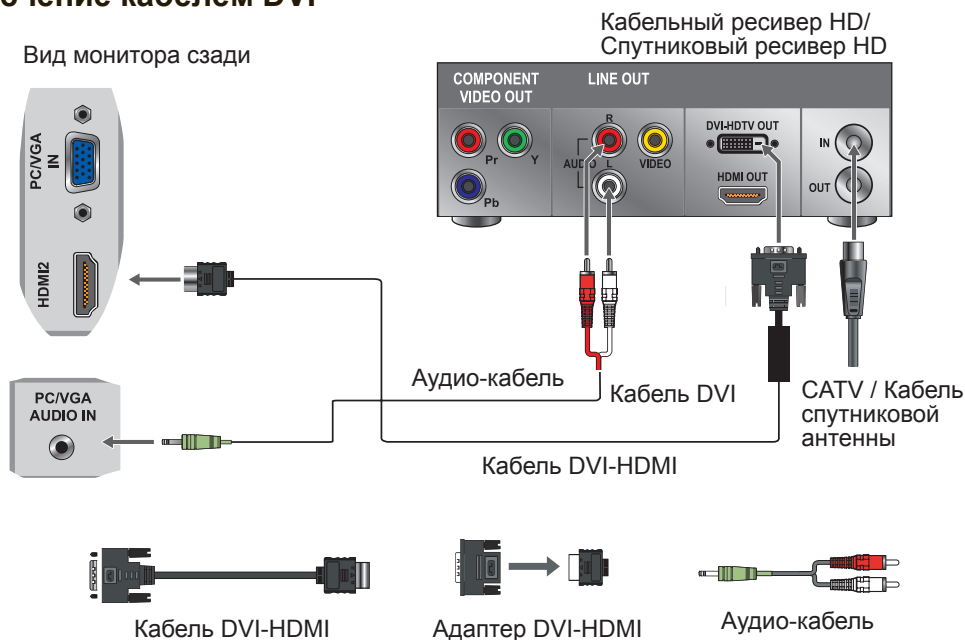 кабелем DVI
Вид монитора сзади
Кабельный ресивер HD/
Спутниковый ресивер HD
COMPONENT
VIDEO OUT
LINE OUT
R
Pr
Y
AUDIO
L
VIDEO
Pb
DVI-HDTV OUT
HDMI OUT
IN
OUT
PC/VGA
IN
HDMI2
PC/VGA
AUDIO IN
Аудио-кабель
Кабель DVI
CATV / Кабель
спутниковой
антенны
Кабель DVI-HDMI
Кабель DVI-HDMI
Адаптер DVI-HDMI
Аудио-кабель